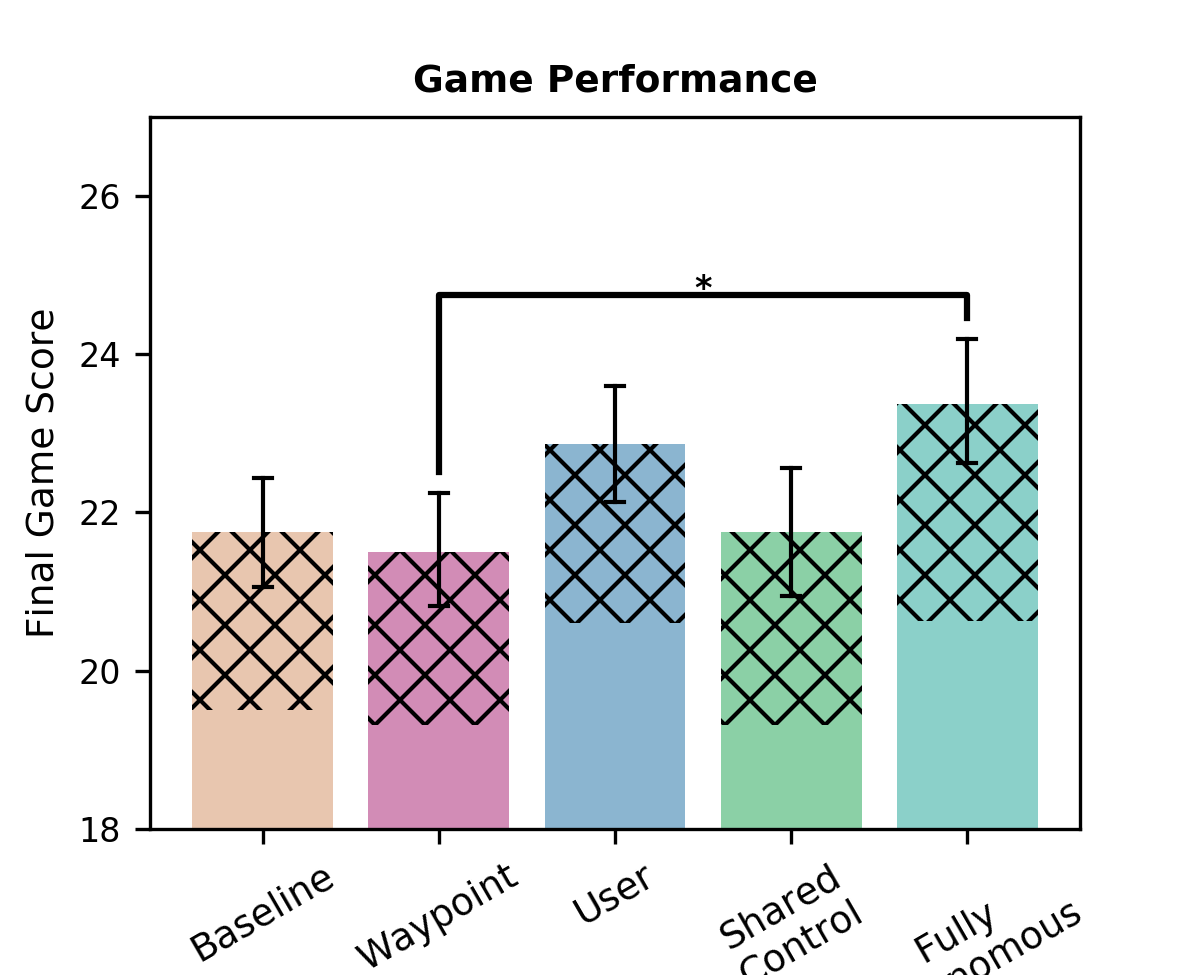 Game Performance
Final Game Score
26
24
22
20
18
*
Baseline
Waypoint
User
Shared
Control
Fully